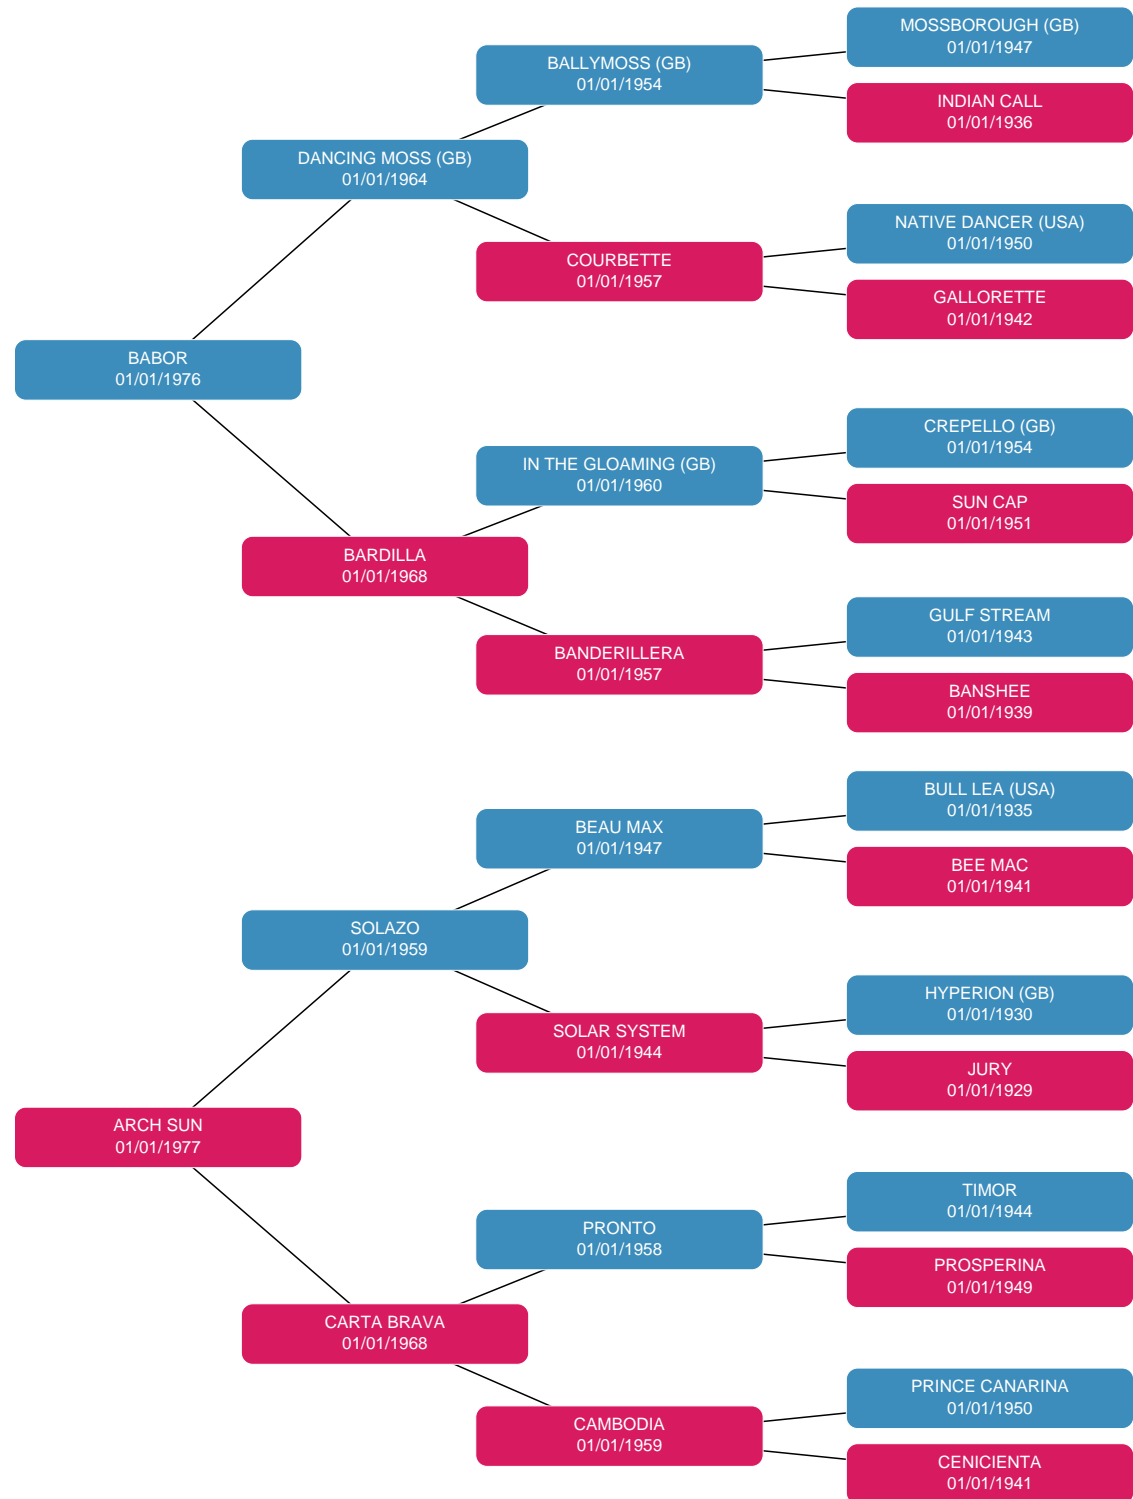 MOSSBOROUGH (GB)
01/01/1947
BALLYMOSS (GB)
01/01/1954
INDIAN CALL
01/01/1936
DANCING MOSS (GB)
01/01/1964
NATIVE DANCER (USA)
01/01/1950
COURBETTE
01/01/1957
GALLORETTE
01/01/1942
BABOR
01/01/1976
CREPELLO (GB)
01/01/1954
IN THE GLOAMING (GB)
01/01/1960
SUN CAP
01/01/1951
BARDILLA
01/01/1968
GULF STREAM
01/01/1943
BANDERILLERA
01/01/1957
BANSHEE
01/01/1939
BULL LEA (USA)
01/01/1935
BEAU MAX
01/01/1947
BEE MAC
01/01/1941
SOLAZO
01/01/1959
HYPERION (GB)
01/01/1930
SOLAR SYSTEM
01/01/1944
JURY
01/01/1929
ARCH SUN
01/01/1977
TIMOR
01/01/1944
PRONTO
01/01/1958
PROSPERINA
01/01/1949
CARTA BRAVA
01/01/1968
PRINCE CANARINA
01/01/1950
CAMBODIA
01/01/1959
CENICIENTA
01/01/1941